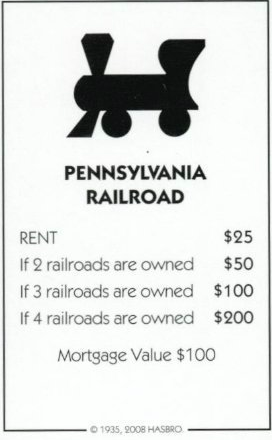 PENNSYLVANIA
RAILROAD
RENT $25
If 2 railroads are owned $50
If 3 railroads are owned $100
If 4 railroads are owned $200
Mortgage Value $100
© 1935, 2008 HASBRO